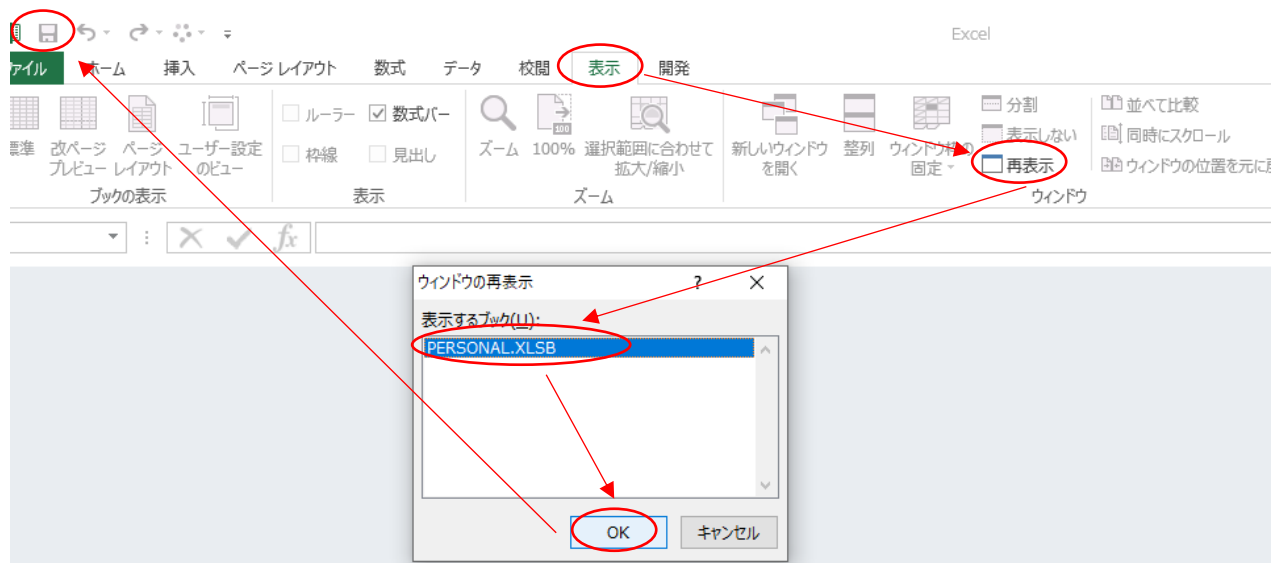 Excel
ファイル ホーム 挿入 ページ レイアウト 数式 データ 校閲 表示 開発
標準 改ページ プレビュー ページ レイアウト ユーザー設定 のビュー
ブックの表示
ルーラー 数式バー
枠線 見出し
表示
ズーム 100% 選択範囲に合わせて 拡大/縮小
ズーム
新しいウィンドウ を開く 整列 ウィンドウ枠の 固定
分割
表示しない
再表示
並べて比較
同時にスクロール
ウィンドウの位置を元に
ウィンドウ
fx
ウィンドウの再表示 ?
表示するブック(U):
PERSONAL.XLSB
OK キャンセル